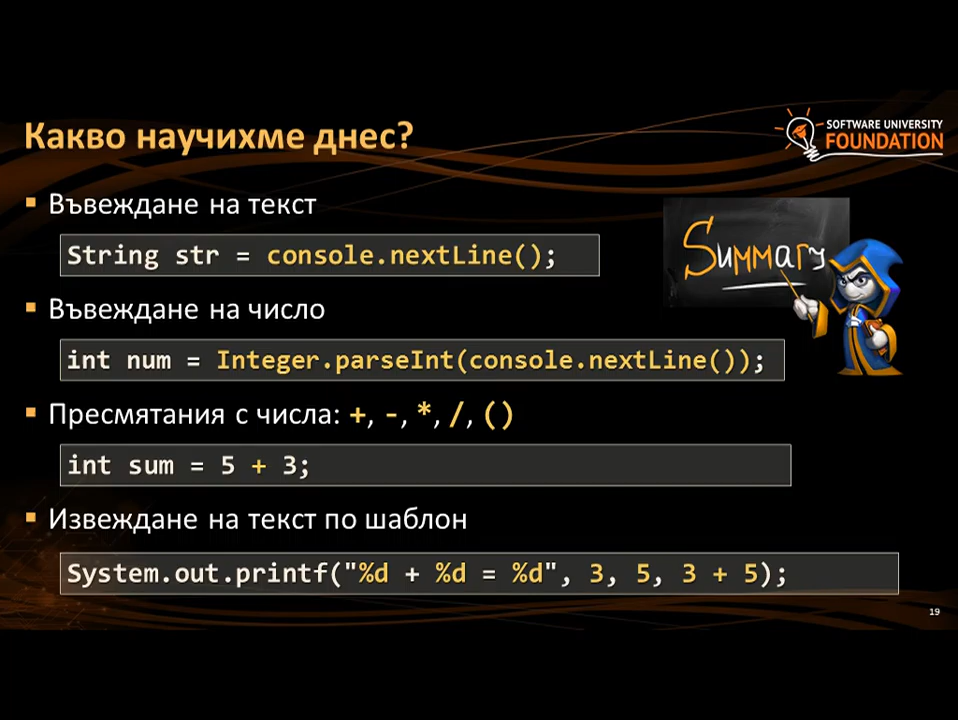 Какво научихме днес?
SOFTWARE UNIVERSITY
FOUNDATION
Въвеждане на текст
String str = console.nextLine();
Summary
Въвеждане на число
int num = Integer.parseInt(console.nextLine());
Пресмятания с числа: +, -, *, /, ()
int sum = 5 + 3;
Извеждане на текст по шаблон
System.out.printf("%d + %d = %d", 3, 5, 3 + 5);
19